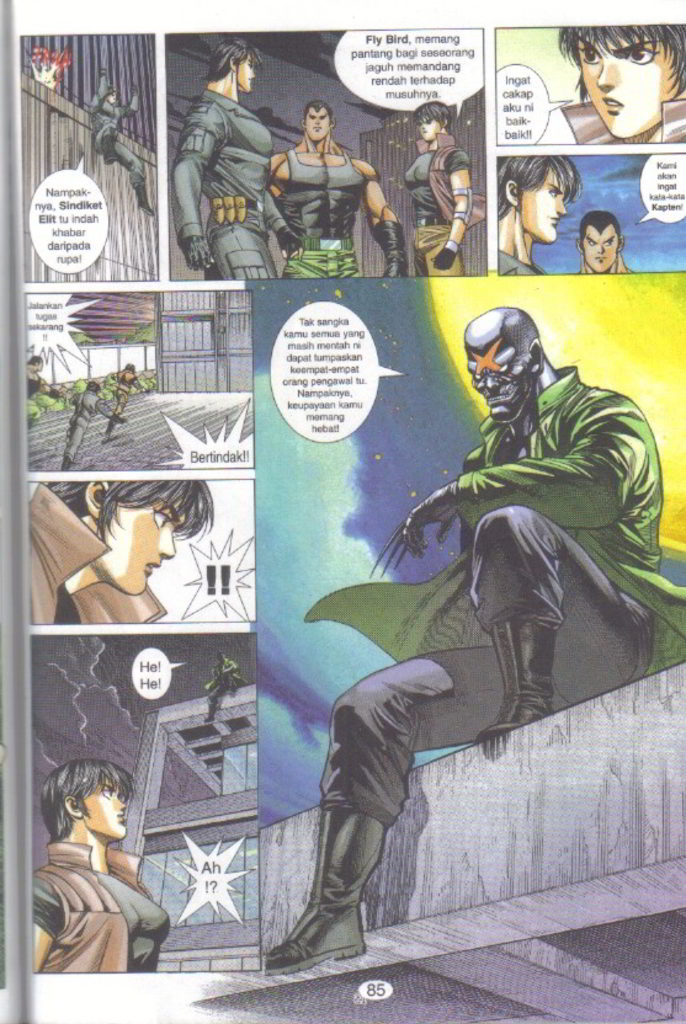 Nampak-
nya, Sindiket
Elit tu indah
khabar
daripada
rupa!
Fly Bird, memang
pantang bagi seseorang
jaguh memandang
rendah terhadap
musuhnya.
Ingat
cakap
aku ni
baik-
baik!!
Kami
akan
ingat
kata-kata
Kapten!
Jalankan
tugas
sekarang
!!
Bertindak!!
Tak sangka
kamu semua yang
masih mentah ni
dapat tumpaskan
keempat-empat
orang pengawal tu.
Nampaknya,
keupayaan kamu
memang
hebat!
!!
He!
He!
Ah
!?
85